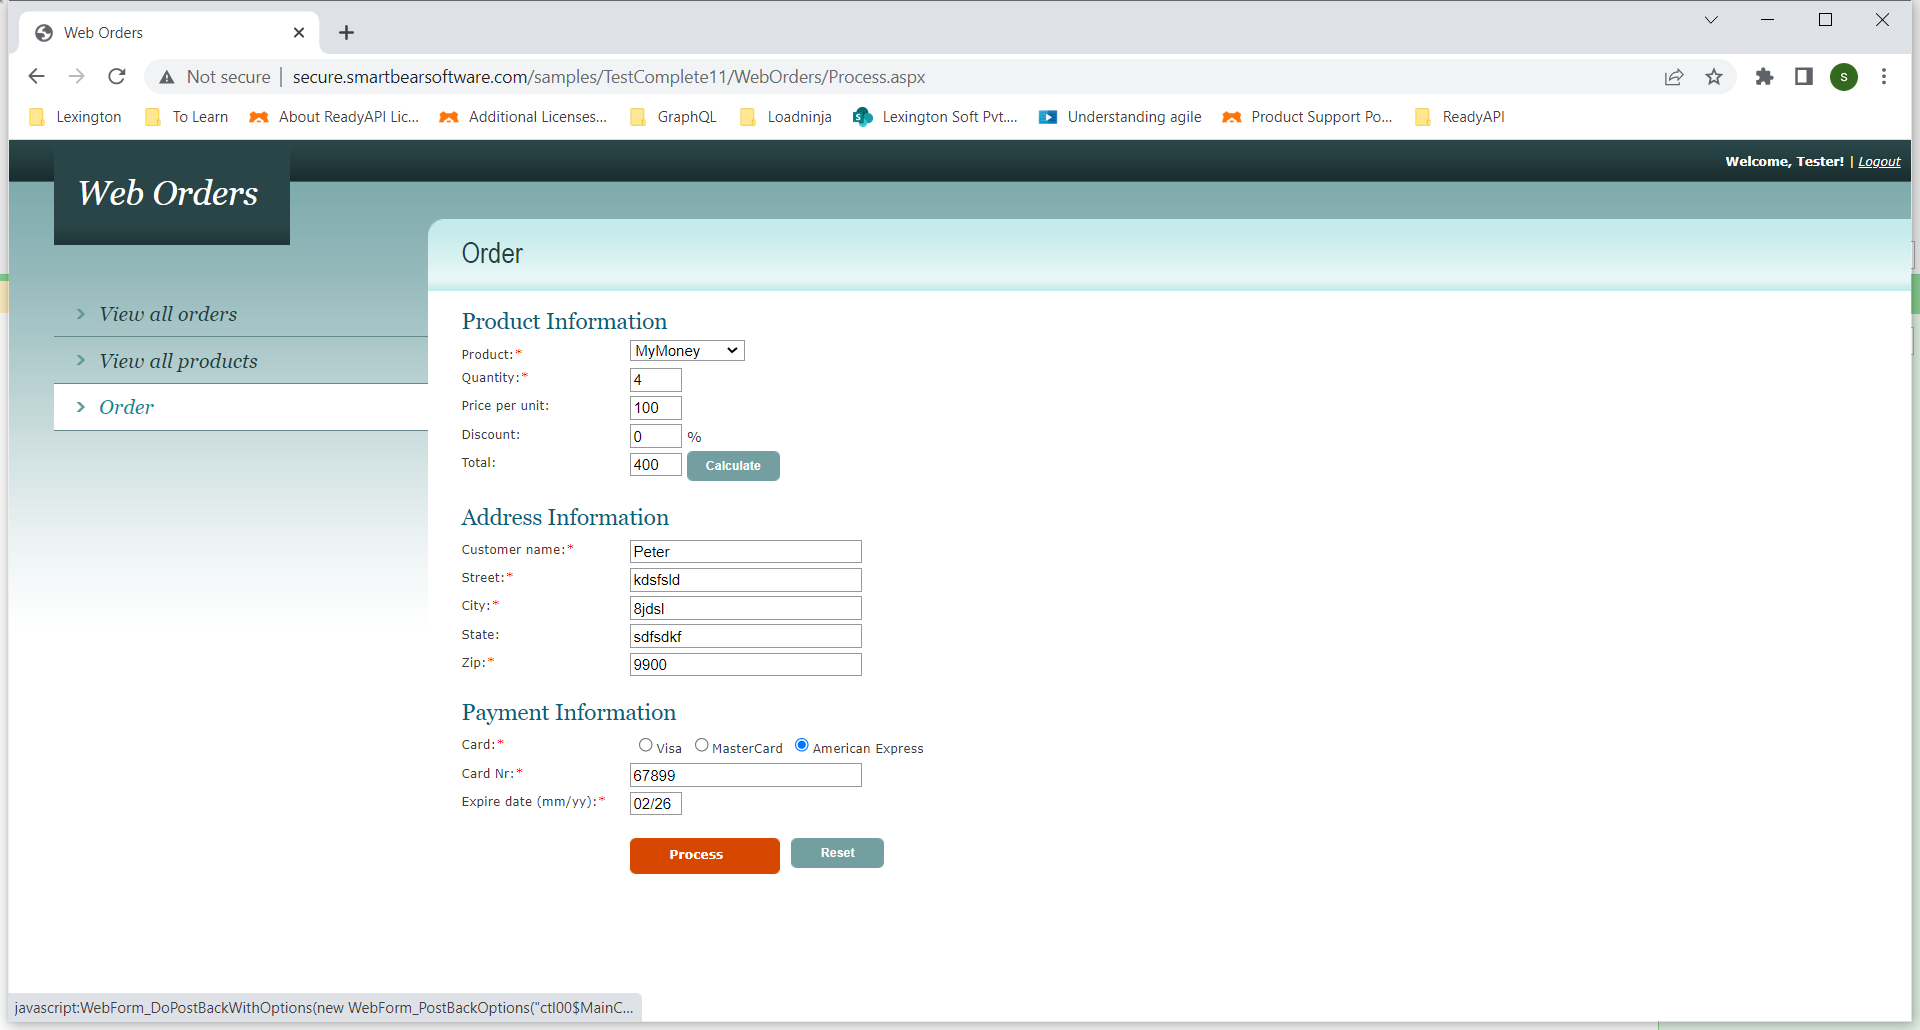 Web Orders
Not secure | secure.smartbearsoftware.com/samples/TestComplete11/WebOrders/Process.aspx
S
Lexington To Learn About ReadyAPI Lic... Additional Licenses... GraphQL Loadninja Lexington Soft Pvt.... Understanding agile Product Support Po... ReadyAPI
Welcome, Tester! | Logout
Web Orders
Order
View all orders
View all products
Order
Product Information
Product:* MyMoney
Quantity:* 4
Price per unit: 100
Discount: 0 %
Total: 400 Calculate
Address Information
Customer name:* Peter
Street:* kdsfsld
City:* 8jdsl
State: sdfsdkf
Zip:* 9900
Payment Information
Card:* Visa MasterCard American Express
Card Nr:* 67899
Expire date (mm/yy):* 02/26
Process Reset
javascript:WebForm_DoPostBackWithOptions(new WebForm_PostBackOptions("ctl00$MainC...